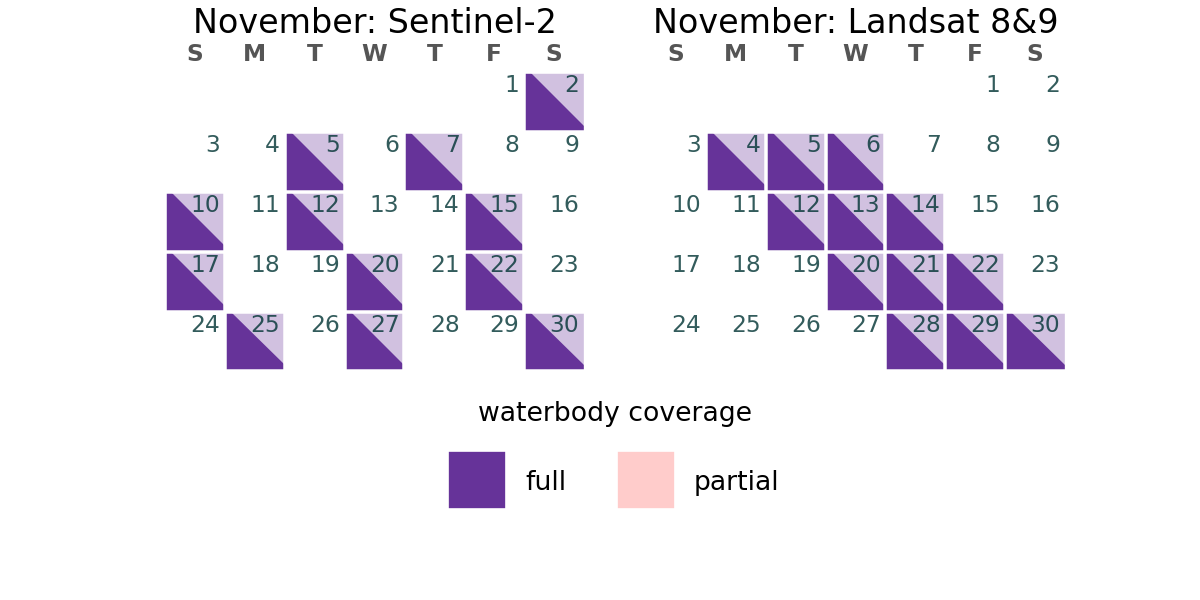 November: Sentinel-2
S M T W T F S
1 2
3 4 5 6 7 8 9
10 11 12 13 14 15 16
17 18 19 20 21 22 23
24 25 26 27 28 29 30
November: Landsat 8&9
S M T W T F S
1 2
3 4 5 6 7 8 9
10 11 12 13 14 15 16
17 18 19 20 21 22 23
24 25 26 27 28 29 30
waterbody coverage
full partial